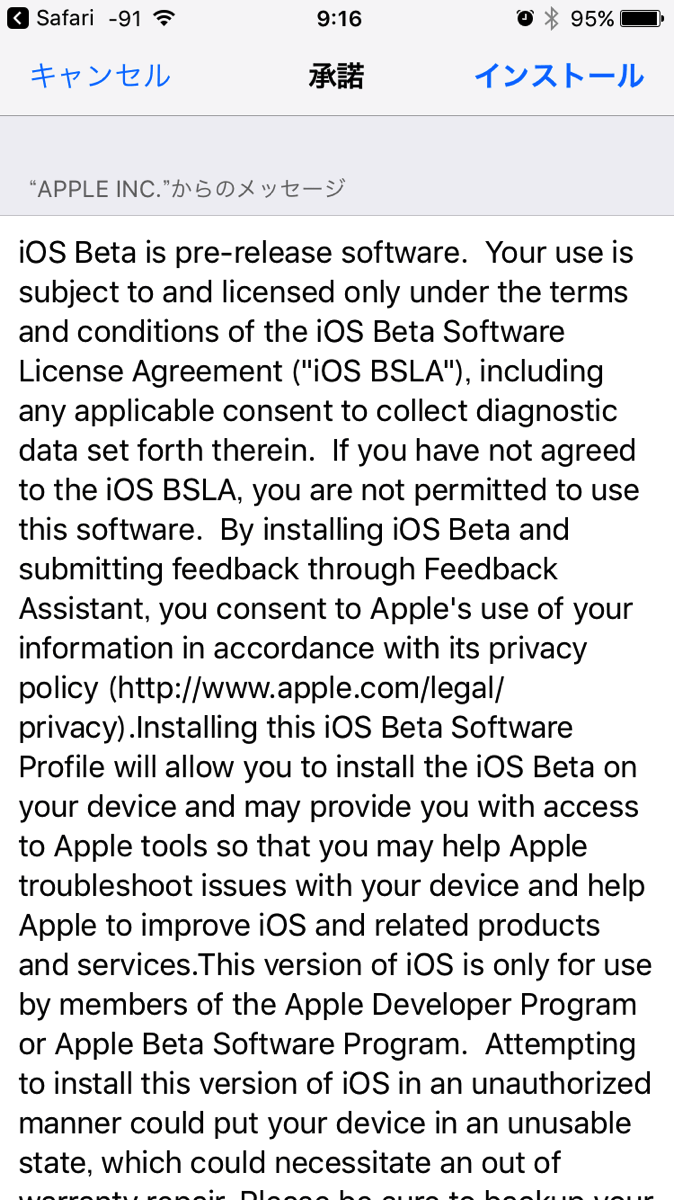 Safari -91 9:16 95%
キャンセル 承諾 インストール
“APPLE INC.”からのメッセージ
iOS Beta is pre-release software.  Your use is
subject to and licensed only under the terms
and conditions of the iOS Beta Software
License Agreement ("iOS BSLA"), including
any applicable consent to collect diagnostic
data set forth therein.  If you have not agreed
to the iOS BSLA, you are not permitted to use
this software.  By installing iOS Beta and
submitting feedback through Feedback
Assistant, you consent to Apple's use of your
information in accordance with its privacy
policy (http://www.apple.com/legal/
privacy).Installing this iOS Beta Software
Profile will allow you to install the iOS Beta on
your device and may provide you with access
to Apple tools so that you may help Apple
troubleshoot issues with your device and help
Apple to improve iOS and related products
and services.This version of iOS is only for use
by members of the Apple Developer Program
or Apple Beta Software Program.  Attempting
to install this version of iOS in an unauthorized
manner could put your device in an unusable
state, which could necessitate an out of
warranty repair. Please be sure to backup your